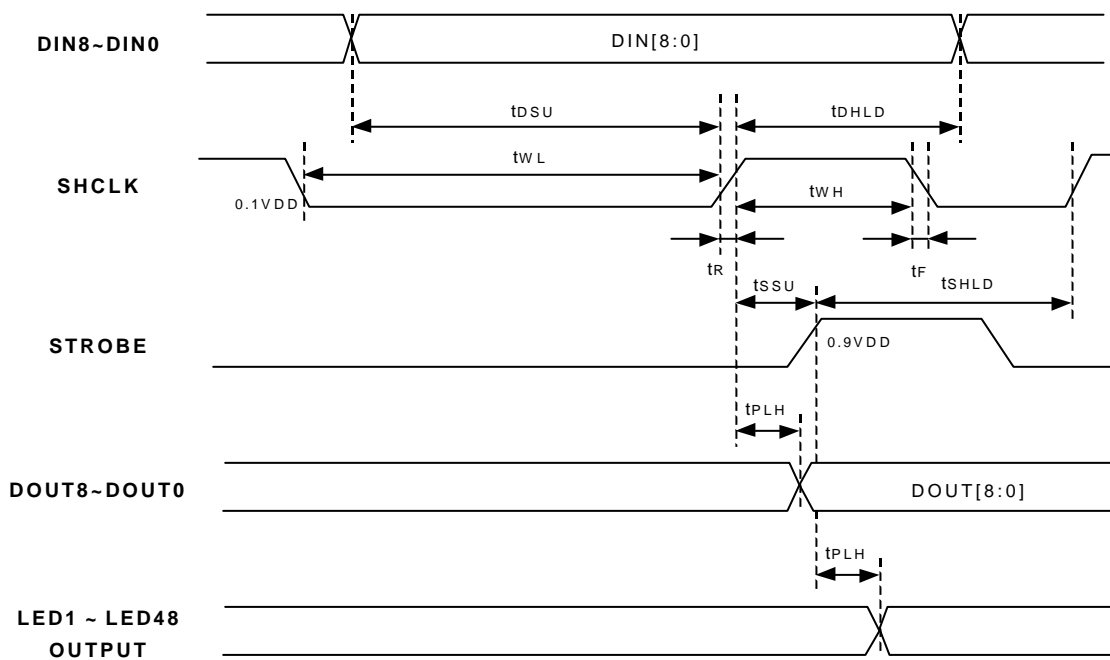 DIN8~DIN0
DIN[8:0]
tDSU
tDHLD
SHCLK
tWL
0.1VDD
tWH
tR
tF
tSSU
tSHLD
STROBE
0.9VDD
tPLH
DOUT8~DOUT0
DOUT[8:0]
tPLH
LED1 ~ LED48
OUTPUT